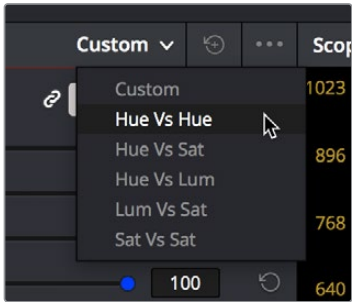 Custom
Scop
Custom
1023
Hue Vs Hue
Hue Vs Sat
896
Hue Vs Lum
Lum Vs Sat
768
Sat Vs Sat
100
640